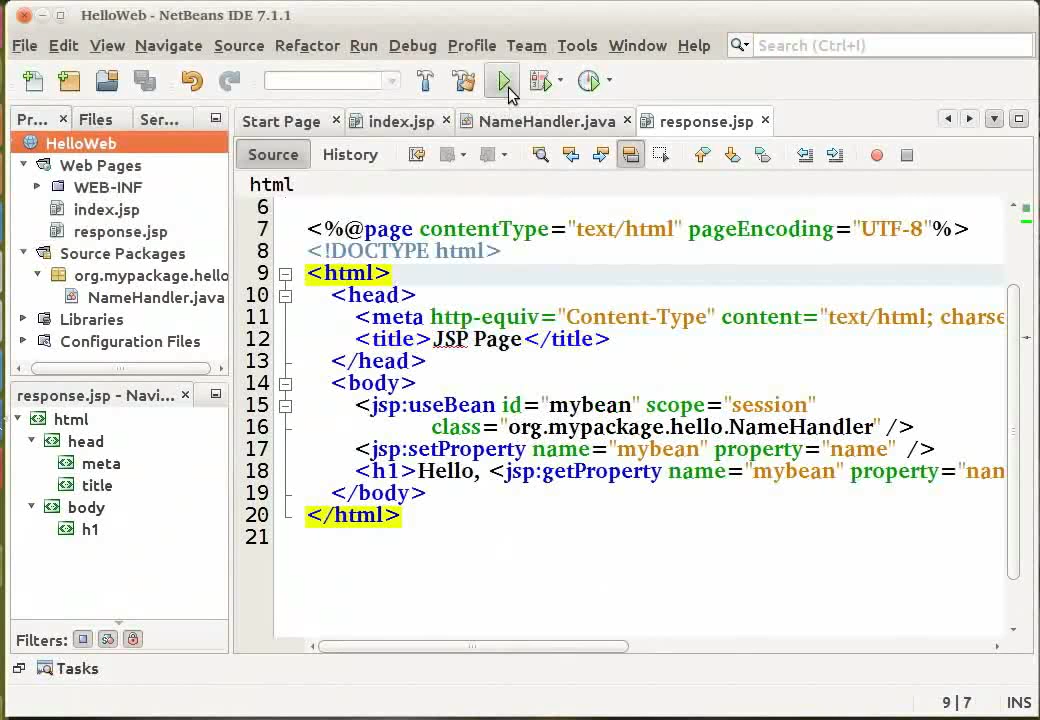 HelloWeb - NetBeans IDE 7.1.1
File Edit View Navigate Source Refactor Run Debug Profile Team Tools Window Help
Search (Ctrl+I)
Pr... × Files Ser...
HelloWeb
Web Pages
WEB-INF
index.jsp
response.jsp
Source Packages
org.mypackage.hello
NameHandler.java
Libraries
Configuration Files
response.jsp - Navi... ×
html
head
meta
title
body
h1
Filters:
Tasks
Start Page × index.jsp × NameHandler.java × response.jsp ×
Source History
html
6
7 <%@page contentType="text/html" pageEncoding="UTF-8"%>
8 <!DOCTYPE html>
9 <html>
10 <head>
11 <meta http-equiv="Content-Type" content="text/html; charse
12 <title>JSP Page</title>
13 </head>
14 <body>
15 <jsp:useBean id="mybean" scope="session"
16 class="org.mypackage.hello.NameHandler" />
17 <jsp:setProperty name="mybean" property="name" />
18 <h1>Hello, <jsp:getProperty name="mybean" property="nan
19 </body>
20 </html>
21
9 | 7 INS